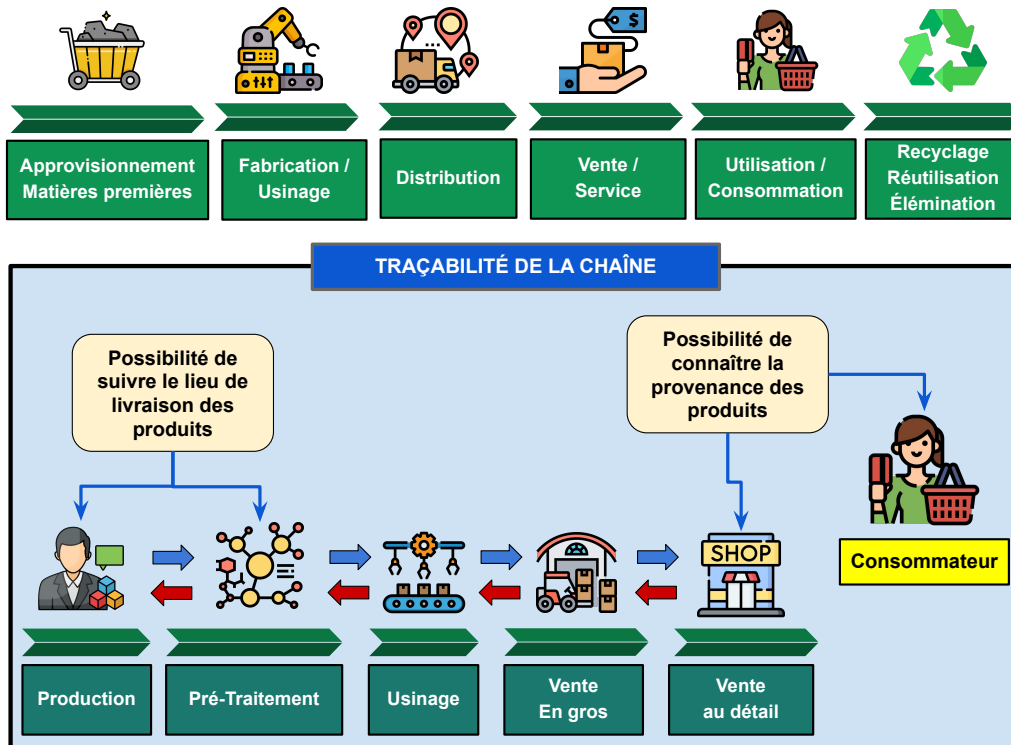 $
Approvisionnement
Matières premières
Fabrication /
Usinage
Distribution
Vente /
Service
Utilisation /
Consommation
Recyclage
Réutilisation
Élémination
TRAÇABILITÉ DE LA CHAÎNE
Possibilité de
suivre le lieu de
livraison des
produits
Possibilité de
connaître la
provenance des
produits
SHOP
Consommateur
Production
Pré-Traitement
Usinage
Vente
En gros
Vente
au détail